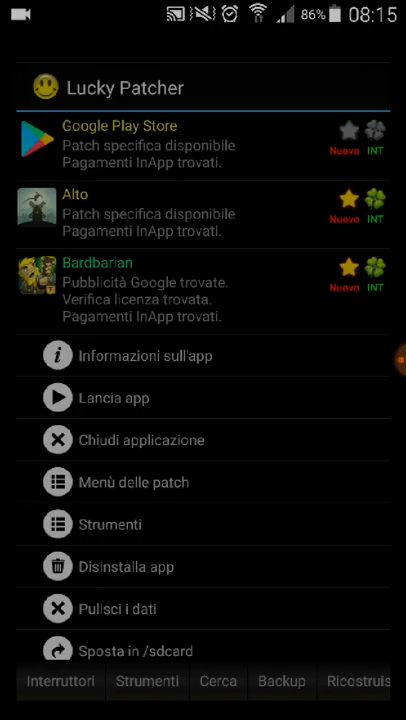 86% 08:15
Lucky Patcher
Google Play Store
Patch specifica disponibile
Pagamenti InApp trovati.
Nuovo INT
Alto
Patch specifica disponibile
Pagamenti InApp trovati.
Nuovo INT
Bardbarian
Pubblicità Google trovate.
Verifica licenza trovata.
Pagamenti InApp trovati.
Nuovo INT
Informazioni sull'app
Lancia app
Chiudi applicazione
Menù delle patch
Strumenti
Disinstalla app
Pulisci i dati
Sposta in /sdcard
Interruttori Strumenti Cerca Backup Ricostruis